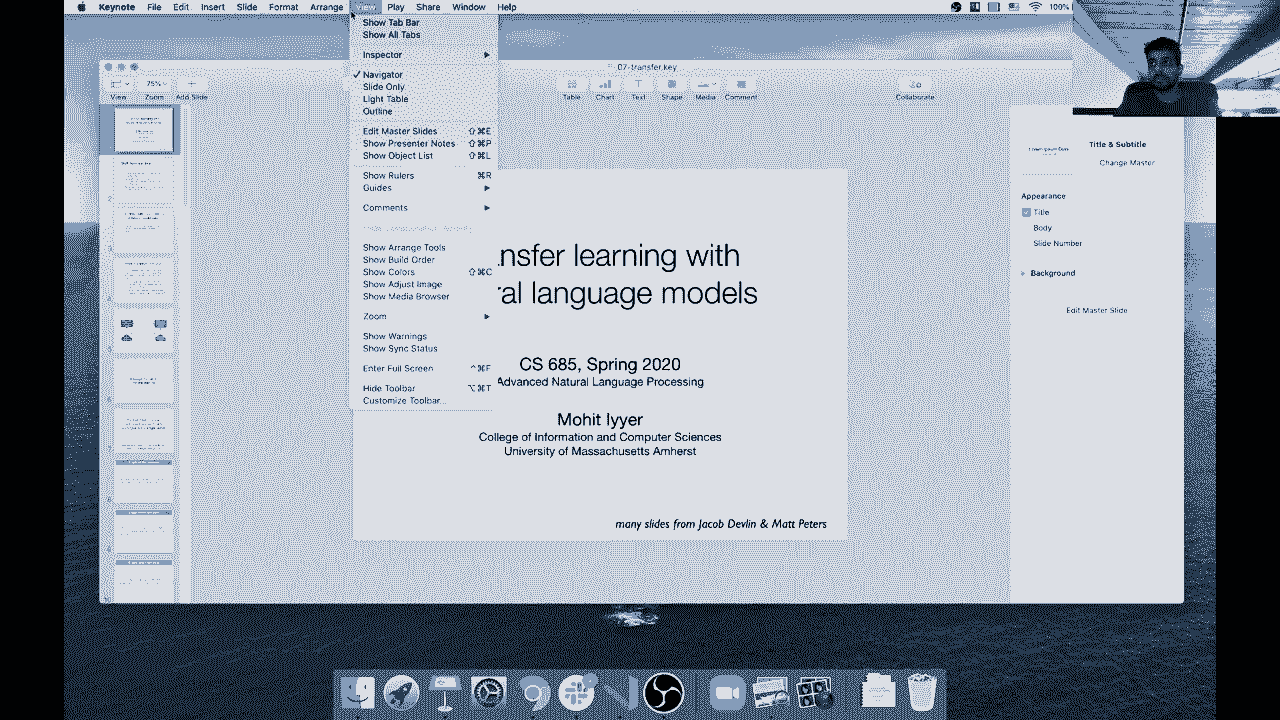 Keynote File Edit Insert Slide Format Arrange View Play Share Window Help 100%
Show Tab Bar
Show All Tabs
Inspector
✓ Navigator
Slide Only
Light Table
Outline
Edit Master Slides ⇧⌘E
Show Presenter Notes ⇧⌘P
Show Object List ⇧⌘L
Show Rulers ⌘R
Guides
Comments
Show Arrange Tools
Show Build Order
Show Colors ⇧⌘C
Show Adjust Image
Show Media Browser
Zoom
Show Warnings
Show Sync Status
Enter Full Screen ^⌘F
Hide Toolbar ⌥⌘T
Customize Toolbar...
07-transfer.key
75%
View Zoom Add Slide Table Chart Text Shape Media Comment Collaborate
nsfer learning with
ral language models
CS 685, Spring 2020
Advanced Natural Language Processing
Mohit Iyyer
College of Information and Computer Sciences
University of Massachusetts Amherst
many slides from Jacob Devlin & Matt Peters
Title & Subtitle
Change Master
Appearance
Title
Body
Slide Number
Background
Edit Master Slide